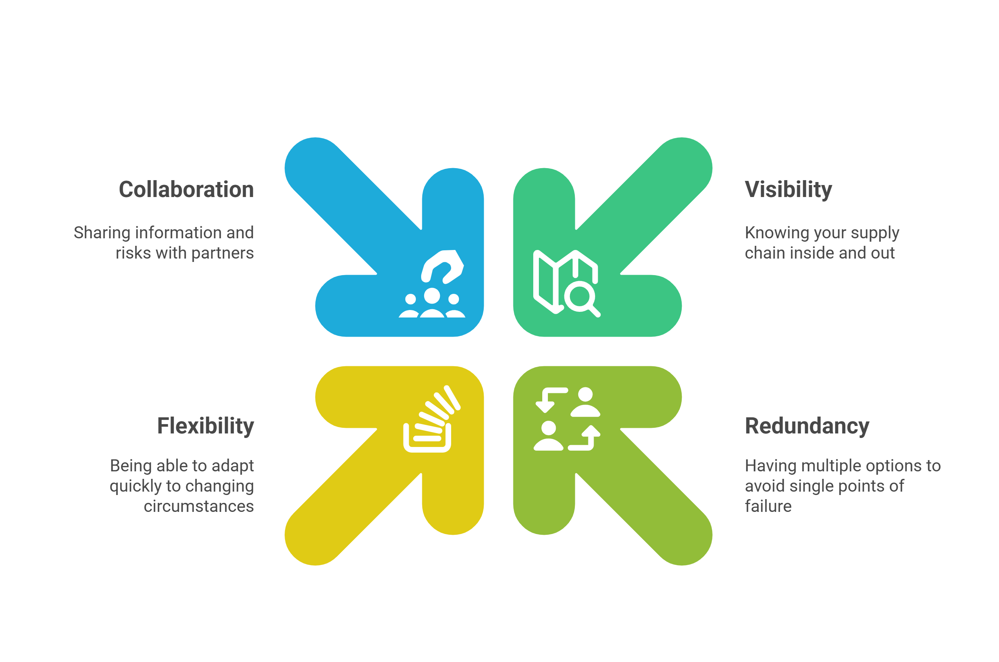 Collaboration
Sharing information and
risks with partners
Visibility
Knowing your supply
chain inside and out
Flexibility
Being able to adapt
quickly to changing
circumstances
Redundancy
Having multiple options to
avoid single points of
failure